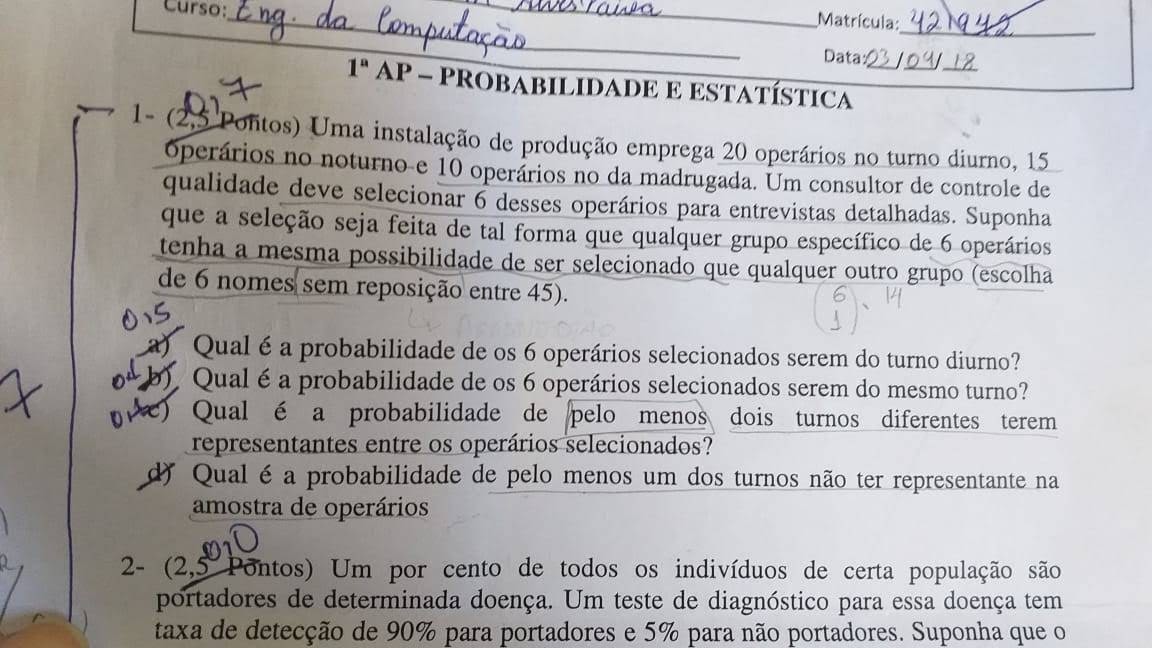 Curso: Eng. da Computação
Matrícula: 421942
Data: 03/04/18
1ª AP – PROBABILIDADE E ESTATÍSTICA
1- (2,5 Pontos) Uma instalação de produção emprega 20 operários no turno diurno, 15
operários no noturno e 10 operários no da madrugada. Um consultor de controle de
qualidade deve selecionar 6 desses operários para entrevistas detalhadas. Suponha
que a seleção seja feita de tal forma que qualquer grupo específico de 6 operários
tenha a mesma possibilidade de ser selecionado que qualquer outro grupo (escolha
de 6 nomes sem reposição entre 45).
(6 1) . 14
0,5
a) Qual é a probabilidade de os 6 operários selecionados serem do turno diurno?
b) Qual é a probabilidade de os 6 operários selecionados serem do mesmo turno?
c) Qual é a probabilidade de pelo menos dois turnos diferentes terem
representantes entre os operários selecionados?
d) Qual é a probabilidade de pelo menos um dos turnos não ter representante na
amostra de operários
0,0
2- (2,5 Pontos) Um por cento de todos os indivíduos de certa população são
portadores de determinada doença. Um teste de diagnóstico para essa doença tem
taxa de detecção de 90% para portadores e 5% para não portadores. Suponha que o